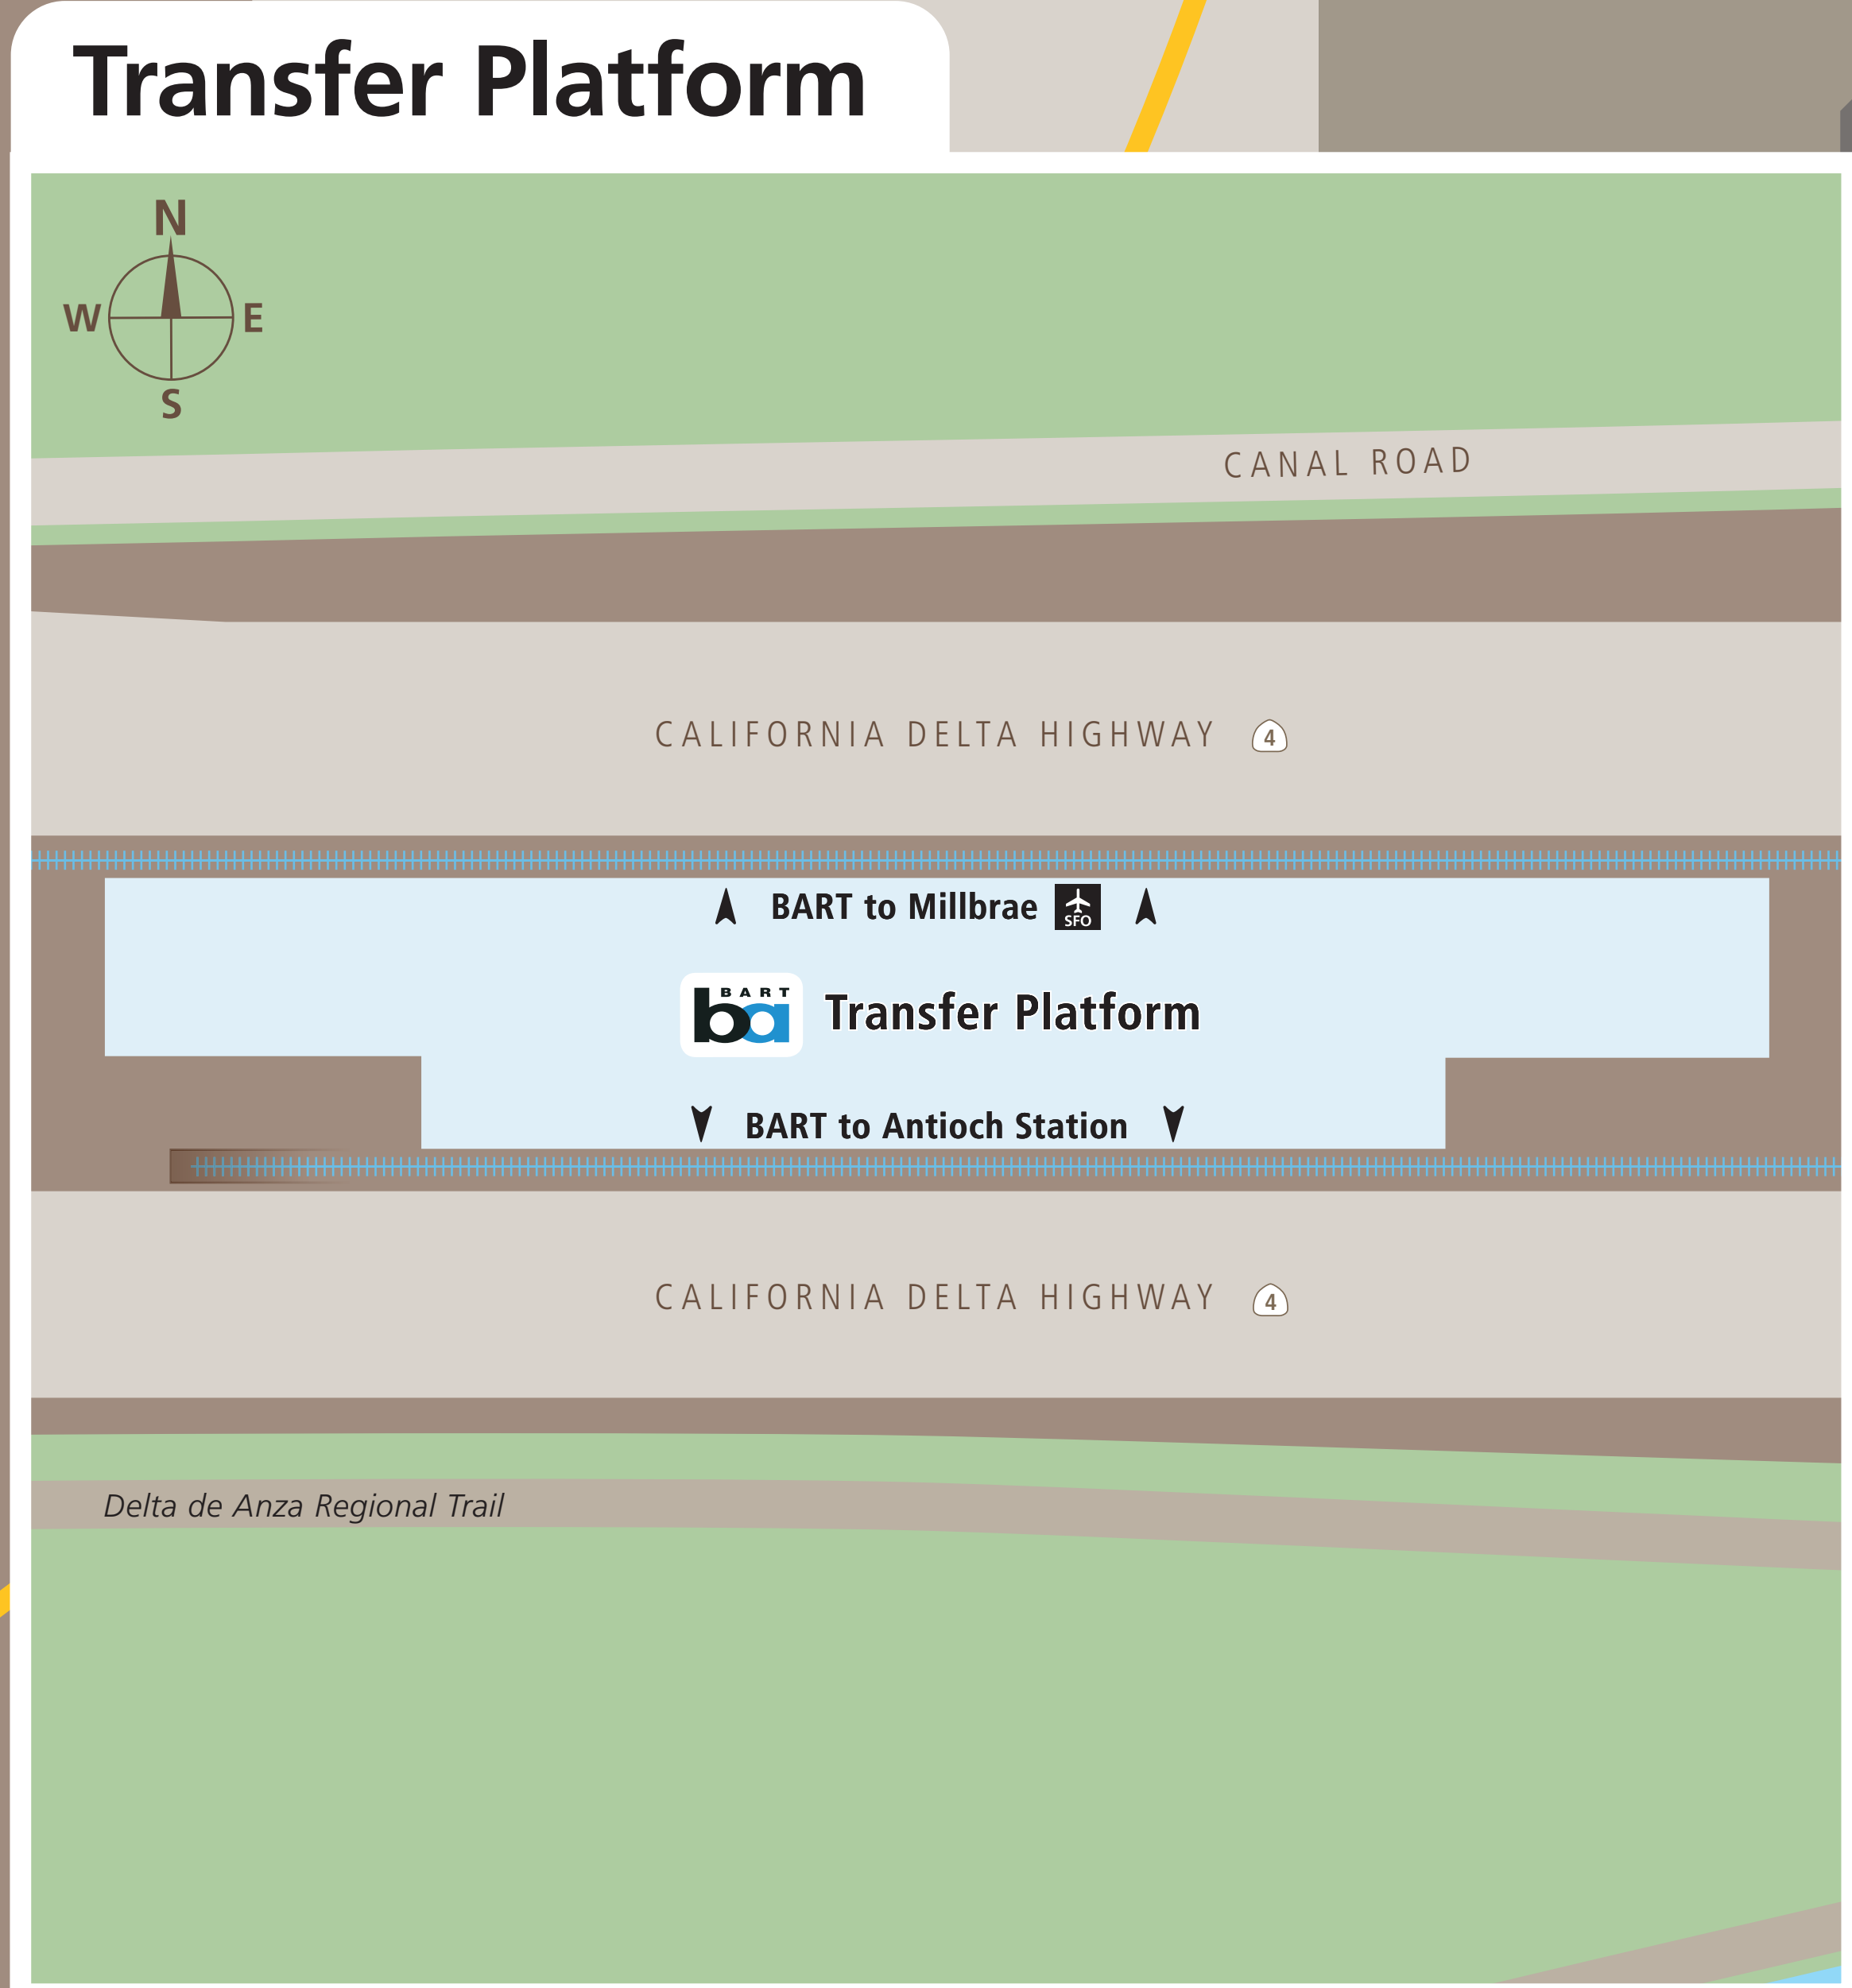 Transfer Platform
N
W E
S
CANAL ROAD
CALIFORNIA DELTA HIGHWAY 4
BART to Millbrae SFO
BART
ba Transfer Platform
BART to Antioch Station
CALIFORNIA DELTA HIGHWAY 4
Delta de Anza Regional Trail